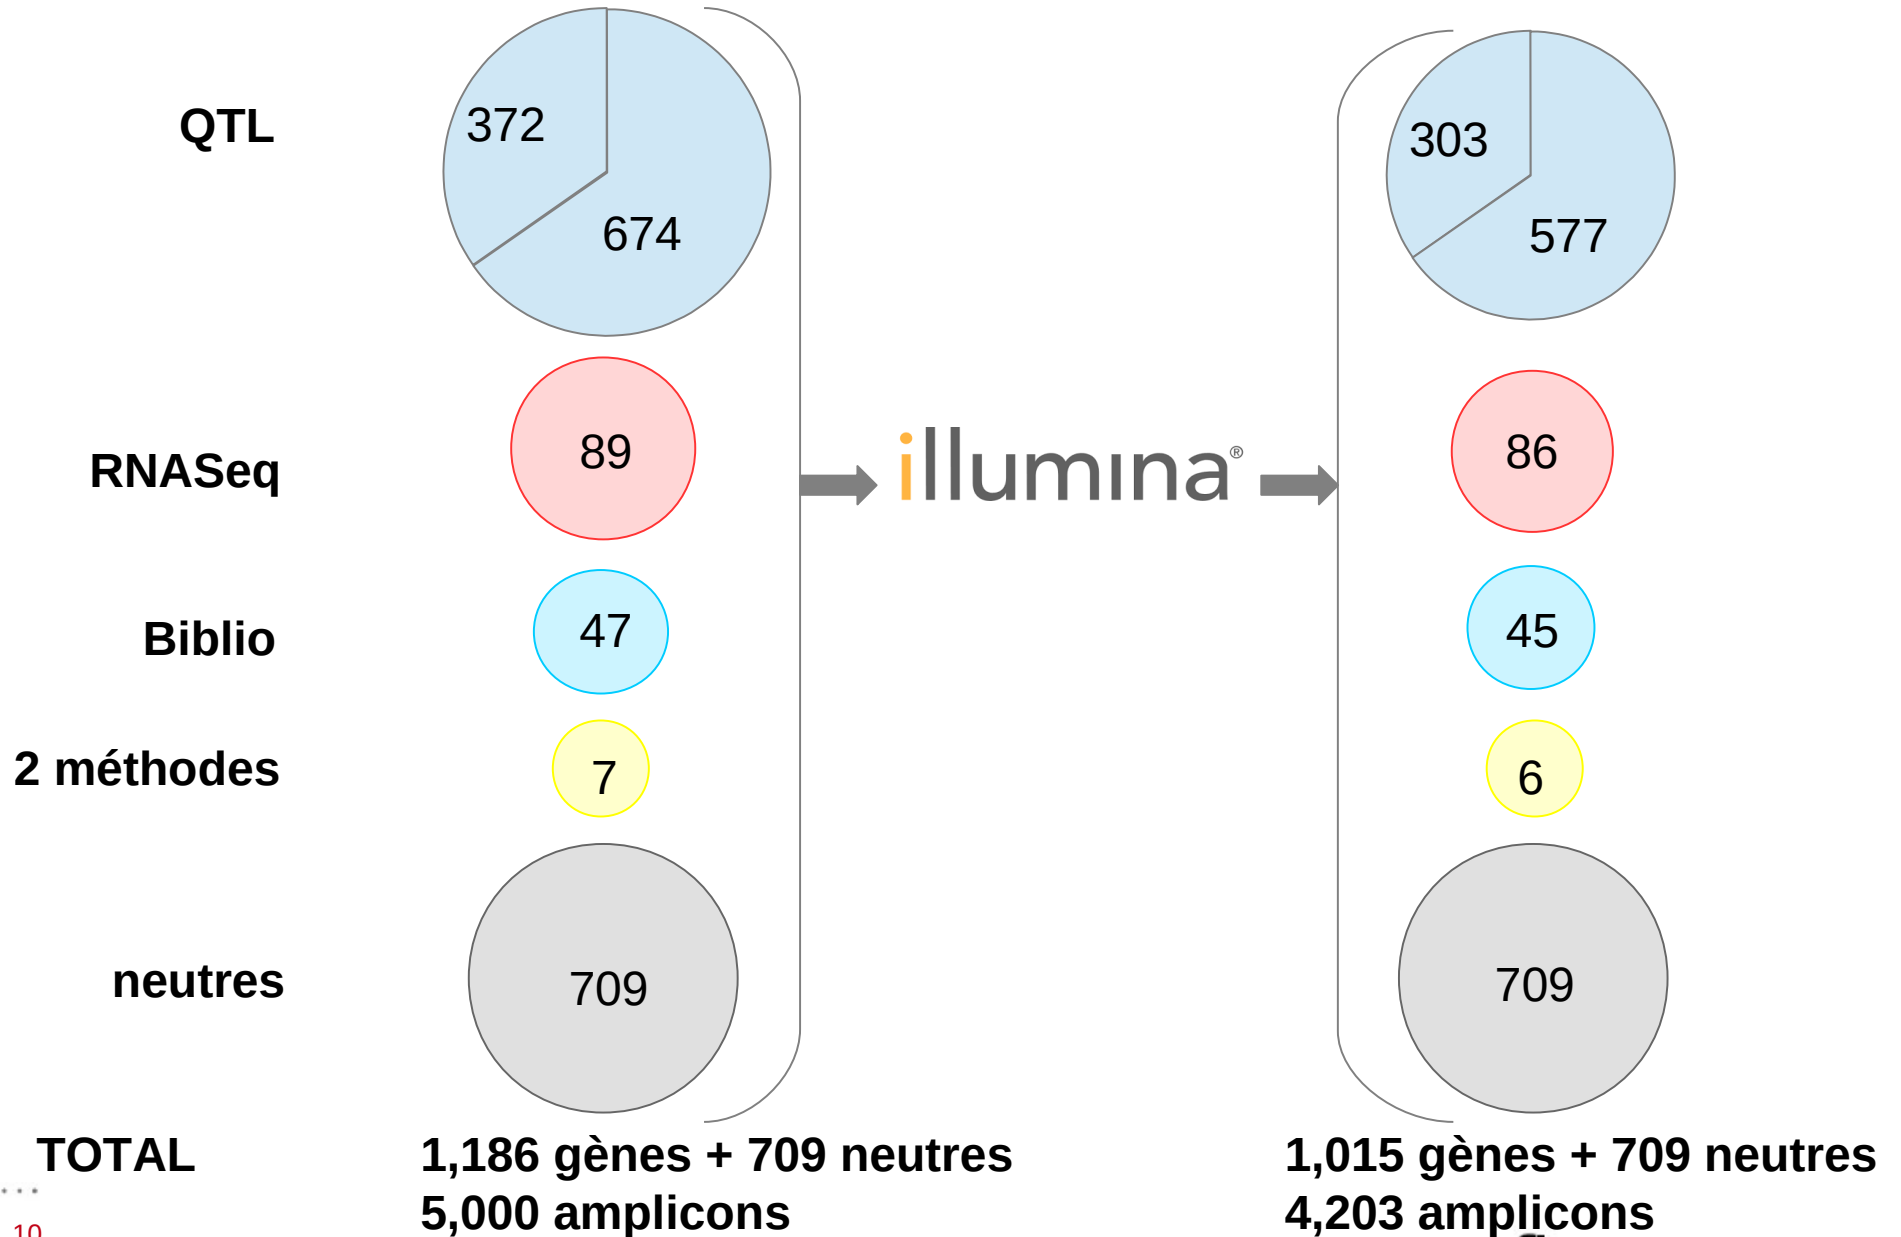 QTL
372
674
303
577
RNASeq
89
illumina®
86
Biblio
47
45
2 méthodes
7
6
neutres
709
709
TOTAL
1,186 gènes + 709 neutres
1,015 gènes + 709 neutres
5,000 amplicons
4,203 amplicons
10